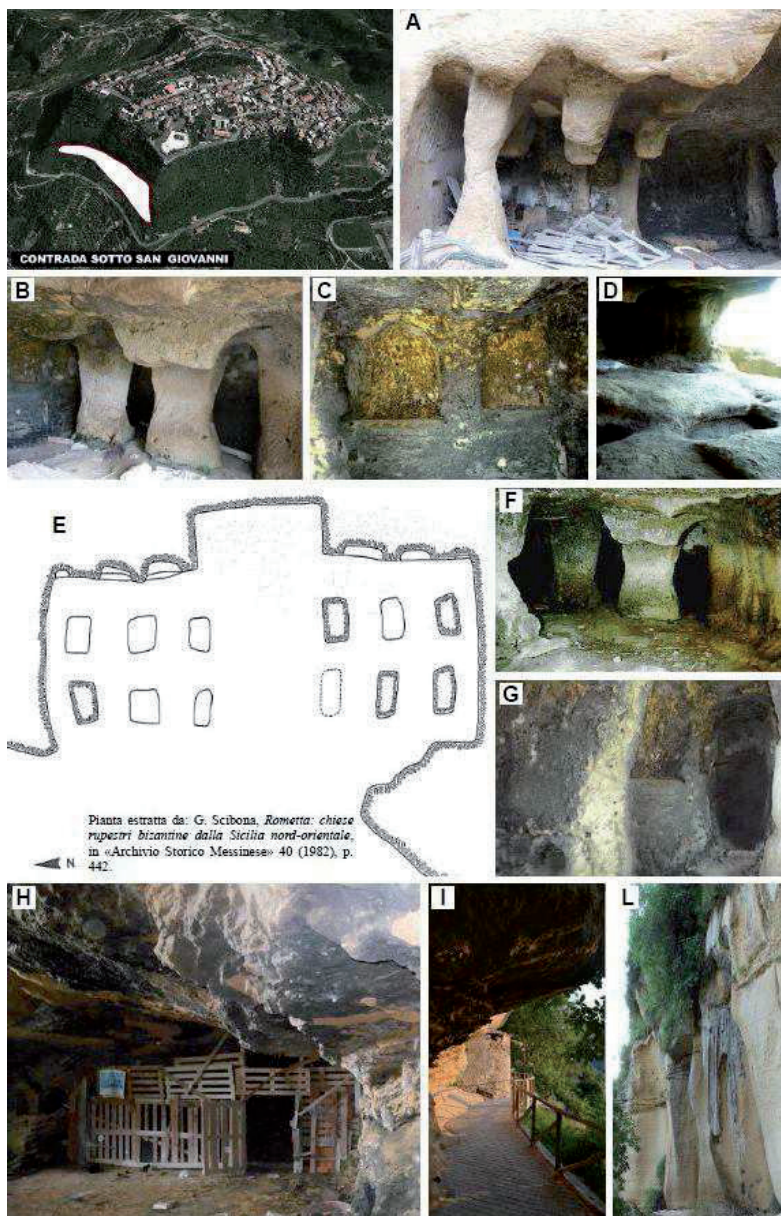 CONTRADA SOTTO SAN GIOVANNI
A
B
C
D
E
F
G
Pianta estratta da: G. Scibona, Rometta: chiese
rupestri bizantine dalla Sicilia nord-orientale,
in «Archivio Storico Messinese» 40 (1982), p.
442.
N
H
I
L